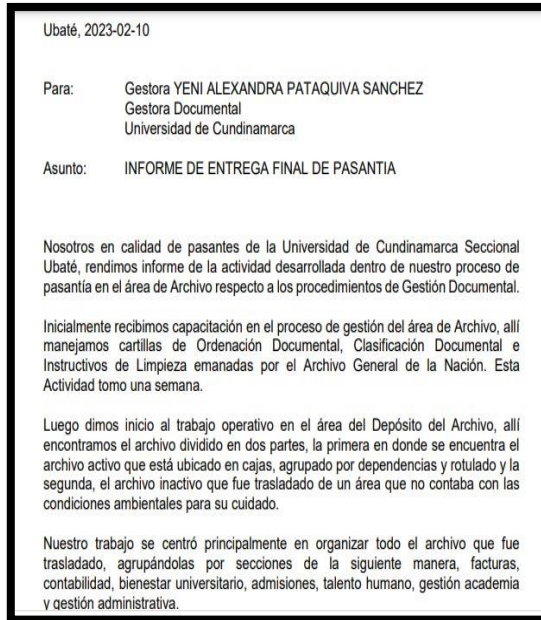 Ubaté, 2023-02-10
Para: Gestora YENI ALEXANDRA PATAQUIVA SANCHEZ
Gestora Documental
Universidad de Cundinamarca
Asunto: INFORME DE ENTREGA FINAL DE PASANTIA
Nosotros en calidad de pasantes de la Universidad de Cundinamarca Seccional
Ubaté, rendimos informe de la actividad desarrollada dentro de nuestro proceso de
pasantía en el área de Archivo respecto a los procedimientos de Gestión Documental.
Inicialmente recibimos capacitación en el proceso de gestión del área de Archivo, allí
manejamos cartillas de Ordenación Documental, Clasificación Documental e
Instructivos de Limpieza emanadas por el Archivo General de la Nación. Esta
Actividad tomo una semana.
Luego dimos inicio al trabajo operativo en el área del Depósito del Archivo, allí
encontramos el archivo dividido en dos partes, la primera en donde se encuentra el
archivo activo que está ubicado en cajas, agrupado por dependencias y rotulado y la
segunda, el archivo inactivo que fue trasladado de un área que no contaba con las
condiciones ambientales para su cuidado.
Nuestro trabajo se centró principalmente en organizar todo el archivo que fue
trasladado, agrupándolas por secciones de la siguiente manera, facturas,
contabilidad, bienestar universitario, admisiones, talento humano, gestión academia
y gestión administrativa.